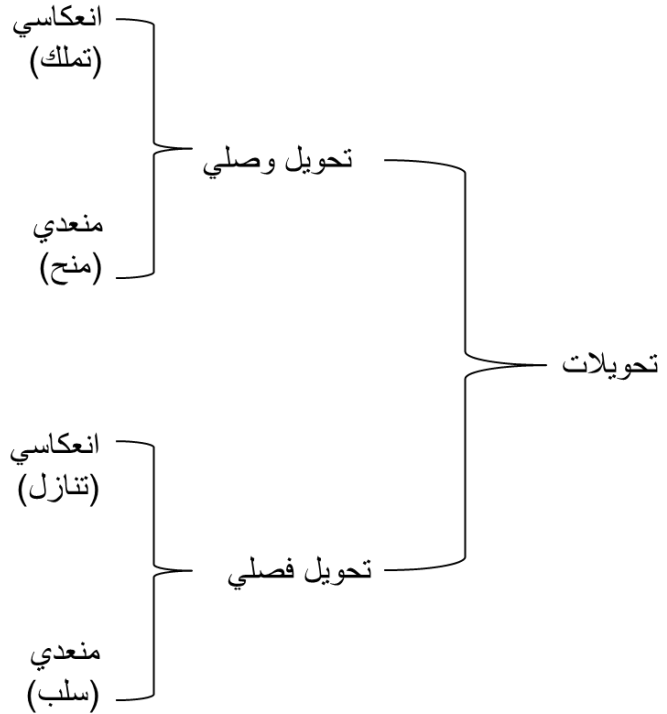 تحويلات
تحويل وصلي
انعكاسي
(تملك)
منعدي
(منح)
تحويل فصلي
انعكاسي
(تنازل)
منعدي
(سلب)